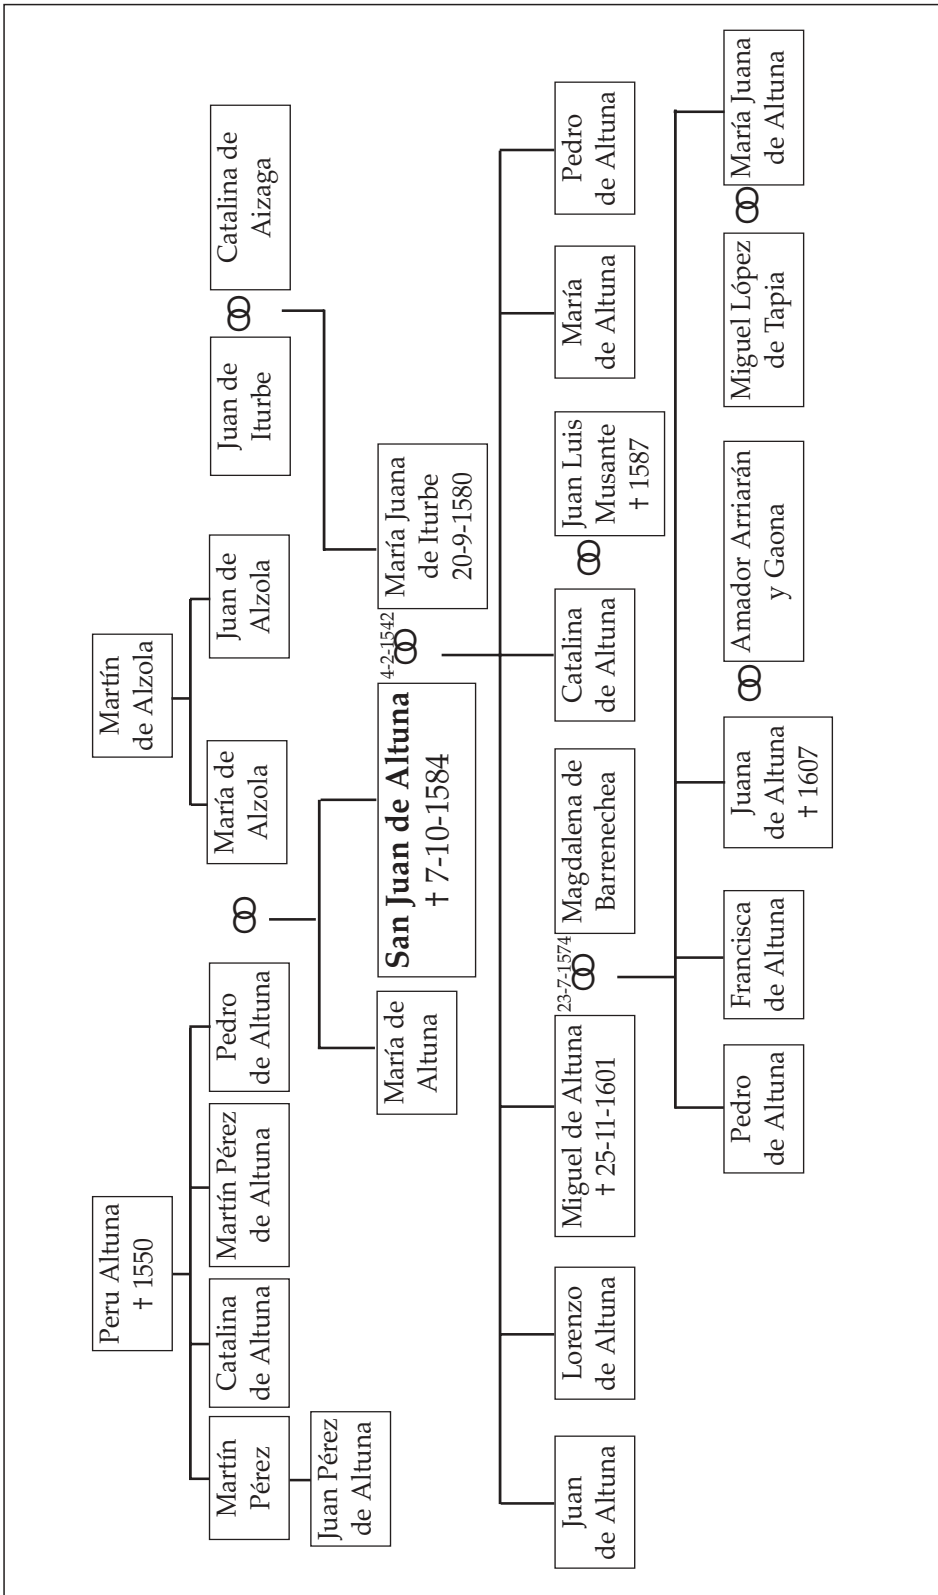 Peru Altuna
† 1550
Martín
de Alzola
Martín
Pérez
Catalina
de Altuna
Martín Pérez
de Altuna
Pedro
de Altuna
María de
Alzola
Juan de
Alzola
Juan de
Iturbe
Catalina de
Aizaga
Juan Pérez
de Altuna
María de
Altuna
San Juan de Altuna
† 7-10-1584
4-2-1542
María Juana
de Iturbe
20-9-1580
Juan
de Altuna
Lorenzo
de Altuna
Miguel de Altuna
† 25-11-1601
23-7-1574
Magdalena de
Barrenechea
Catalina
de Altuna
Juan Luis
Musante
† 1587
María
de Altuna
Pedro
de Altuna
Pedro
de Altuna
Francisca
de Altuna
Juana
de Altuna
† 1607
Amador Arriarán
y Gaona
Miguel López
de Tapia
María Juana
de Altuna